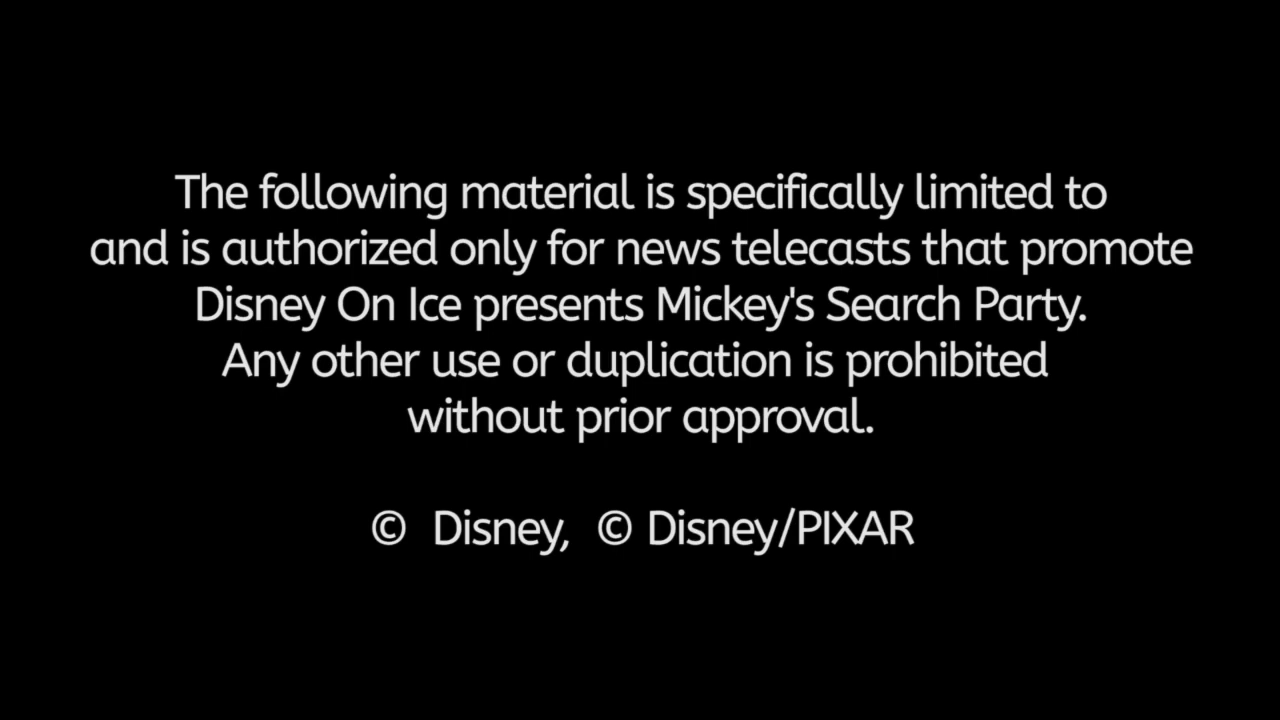 The following material is specifically limited to
and is authorized only for news telecasts that promote
Disney On Ice presents Mickey's Search Party.
Any other use or duplication is prohibited
without prior approval.
© Disney, © Disney/PIXAR